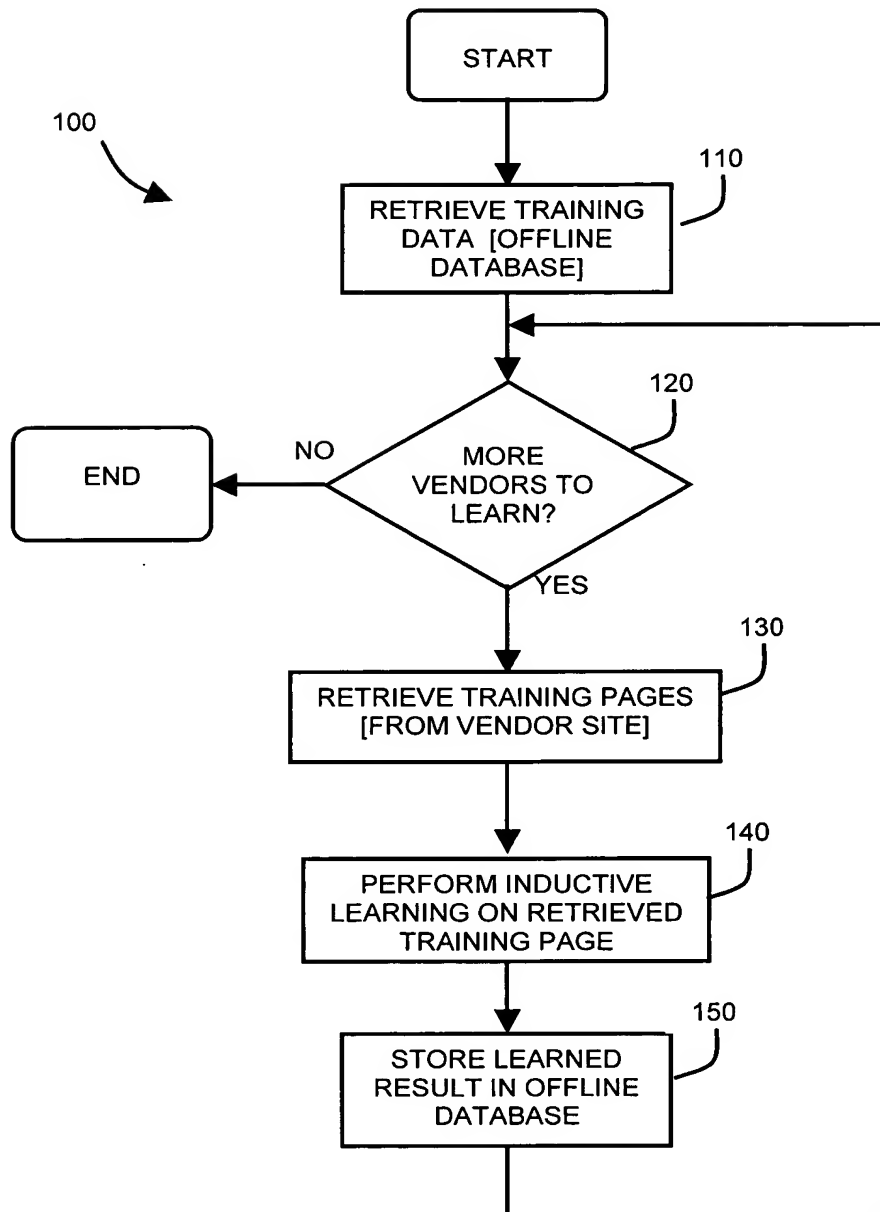 START
100
110
RETRIEVE TRAINING
DATA [OFFLINE
DATABASE]
120
NO
END
MORE
VENDORS TO
LEARN?
YES
130
RETRIEVE TRAINING PAGES
[FROM VENDOR SITE]
140
PERFORM INDUCTIVE
LEARNING ON RETRIEVED
TRAINING PAGE
150
STORE LEARNED
RESULT IN OFFLINE
DATABASE